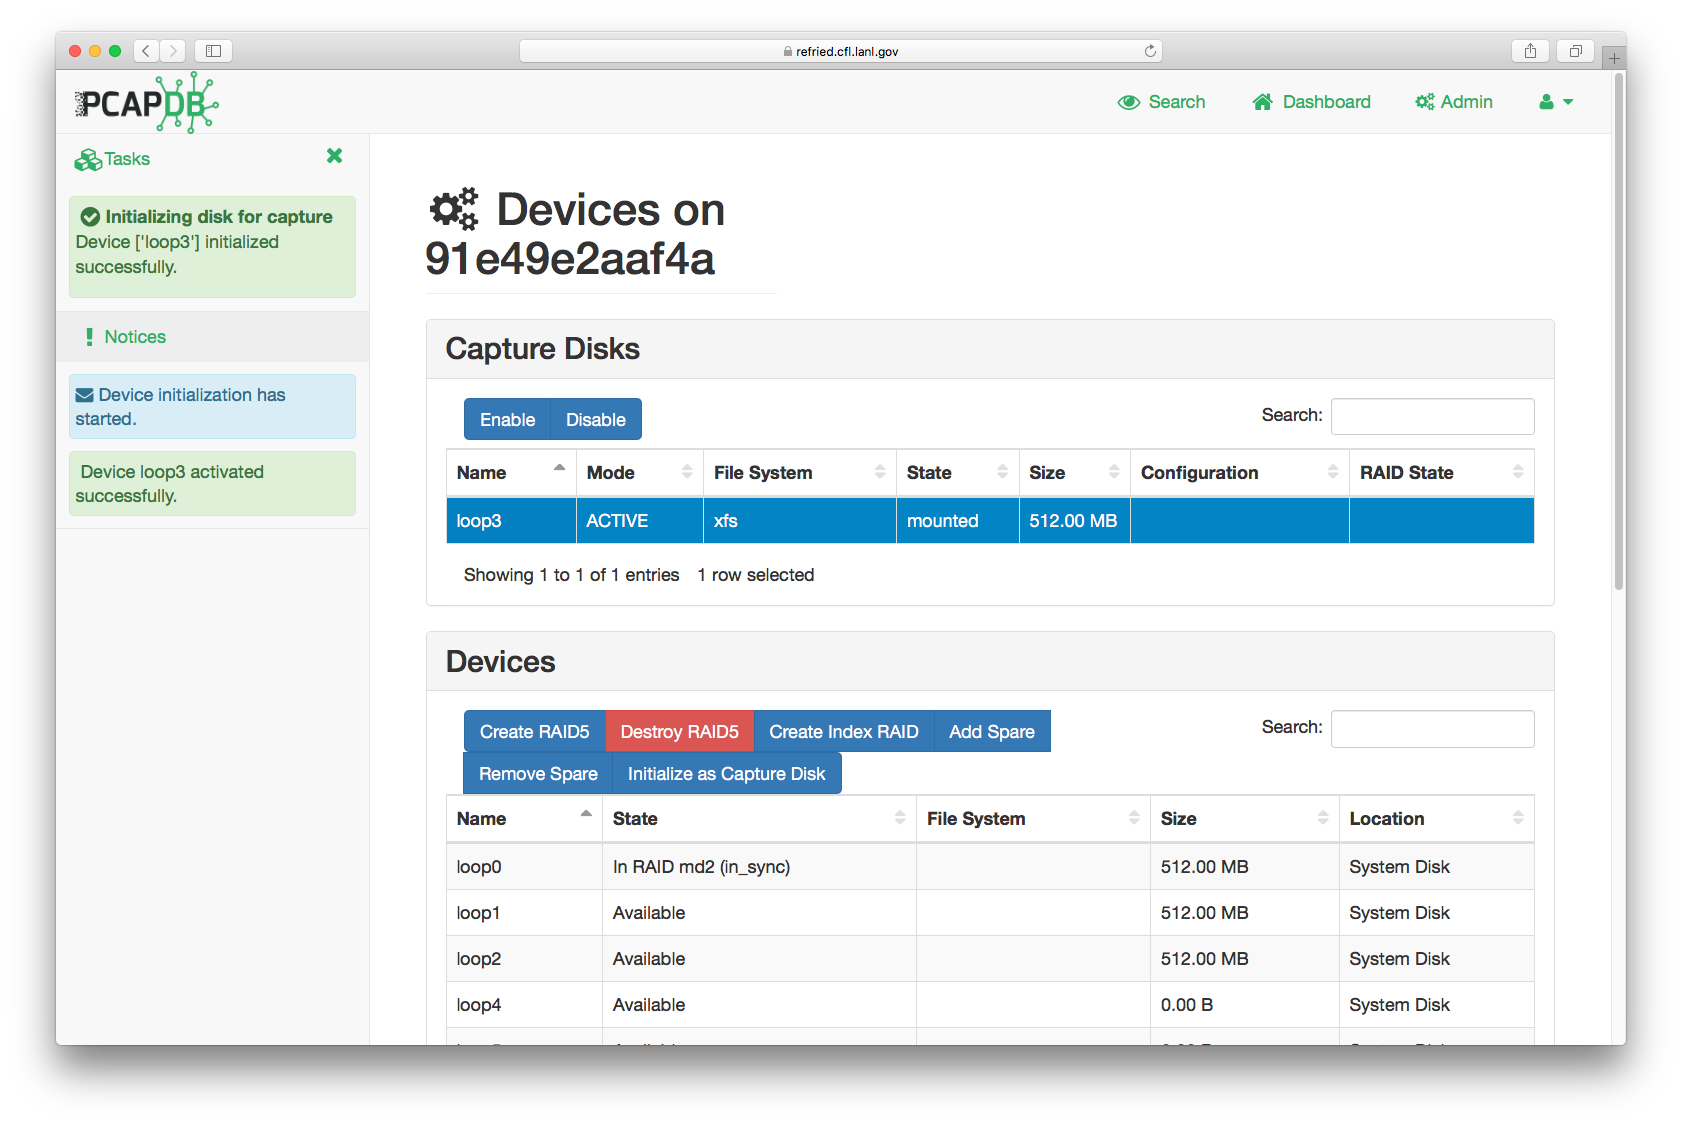 refried.cfl.lanl.gov
PCAPDB
Search Dashboard Admin
Tasks
Initializing disk for capture
Device ['loop3'] initialized
successfully.
Notices
Device initialization has
started.
Device loop3 activated
successfully.
Devices on
91e49e2aaf4a
Capture Disks
Enable Disable Search:
Name Mode File System State Size Configuration RAID State
loop3 ACTIVE xfs mounted 512.00 MB
Showing 1 to 1 of 1 entries 1 row selected
Devices
Create RAID5 Destroy RAID5 Create Index RAID Add Spare Search:
Remove Spare Initialize as Capture Disk
Name State File System Size Location
loop0 In RAID md2 (in_sync) 512.00 MB System Disk
loop1 Available 512.00 MB System Disk
loop2 Available 512.00 MB System Disk
loop4 Available 0.00 B System Disk